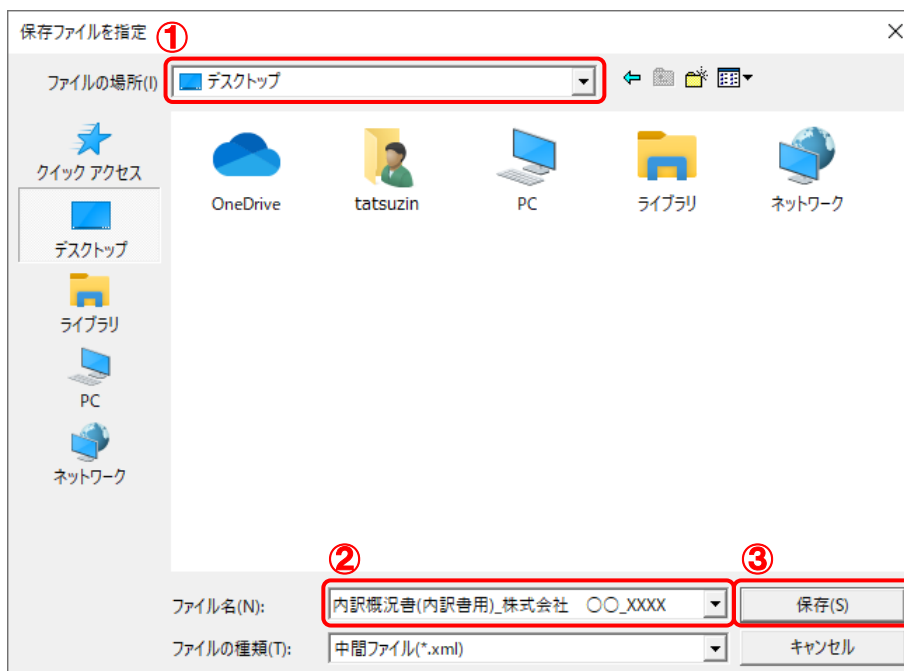 保存ファイルを指定
①
ファイルの場所(I)
デスクトップ
クイック アクセス
デスクトップ
ライブラリ
PC
ネットワーク
OneDrive
tatsuzin
PC
ライブラリ
ネットワーク
②
③
ファイル名(N):
内訳概況書(内訳書用)_株式会社　〇〇_XXXX
保存(S)
ファイルの種類(T):
中間ファイル(*.xml)
キャンセル